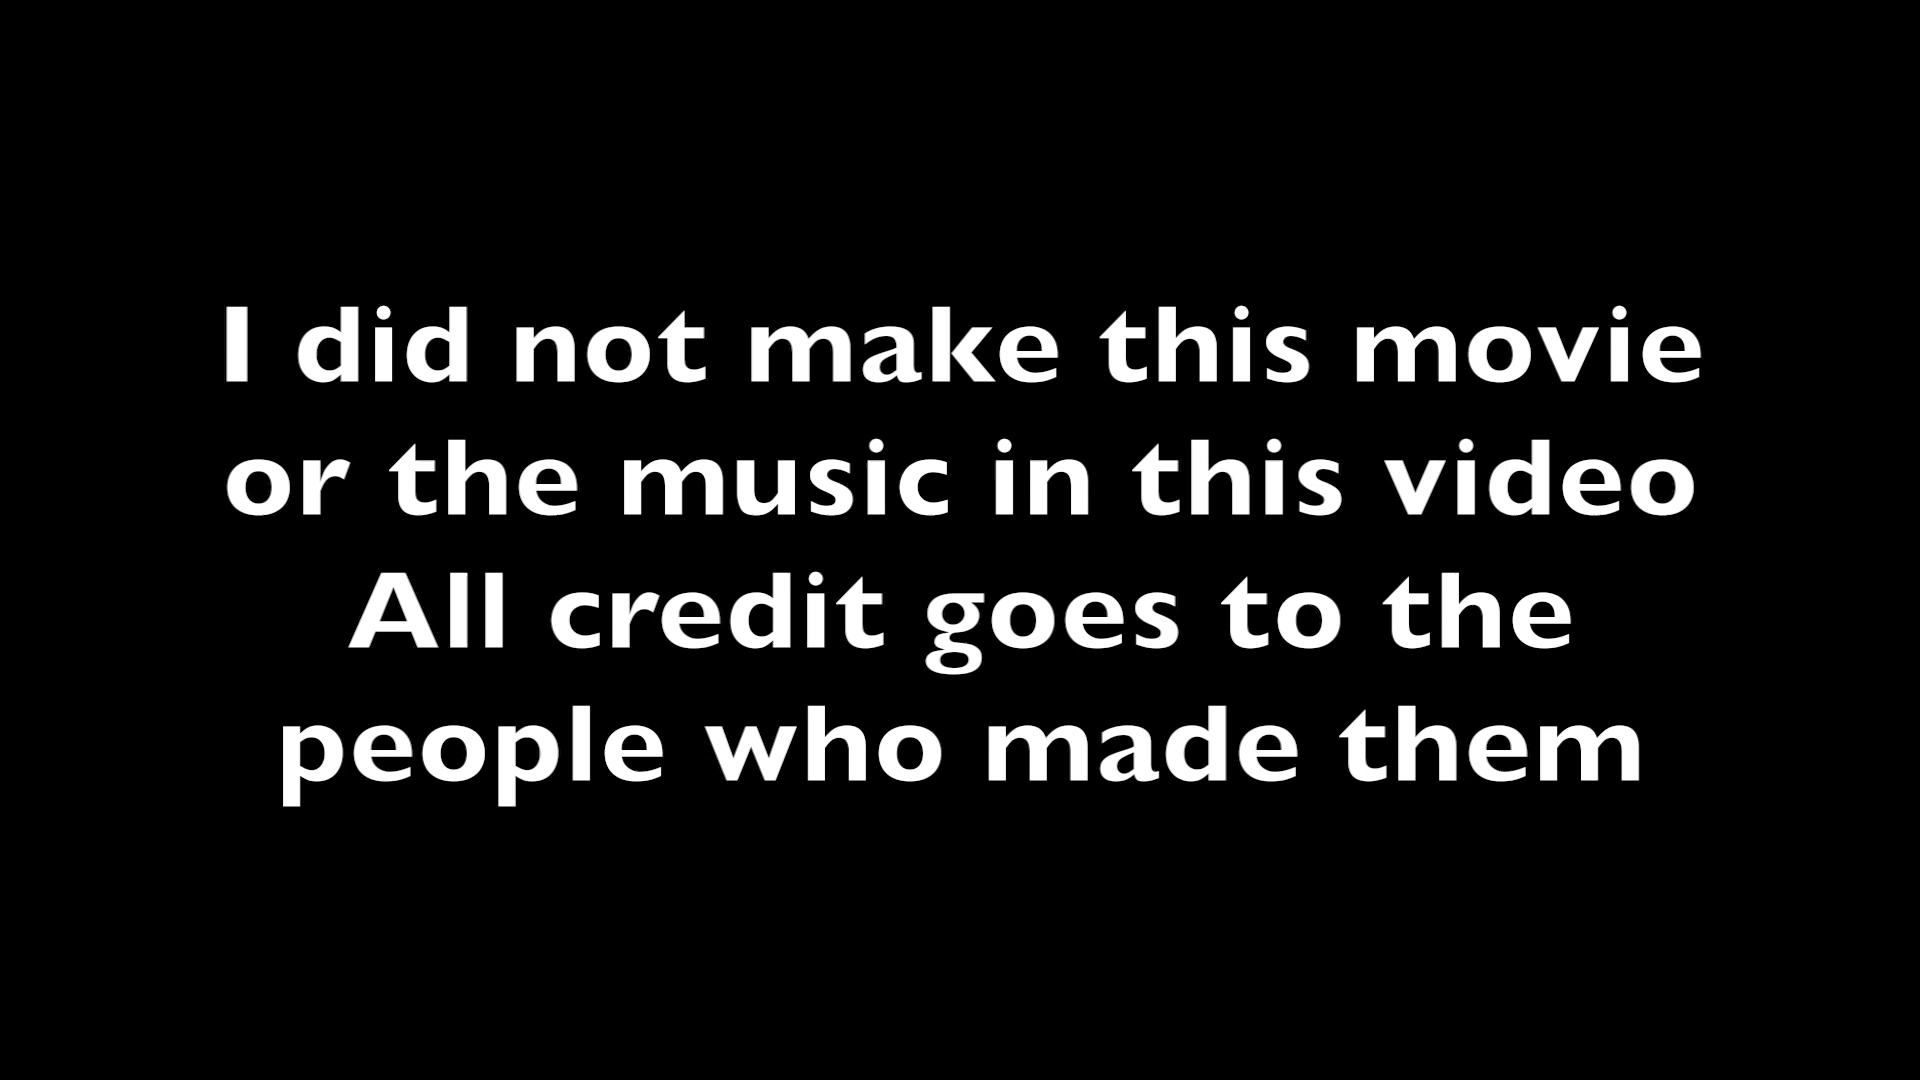 I did not make this movie
or the music in this video
All credit goes to the
people who made them